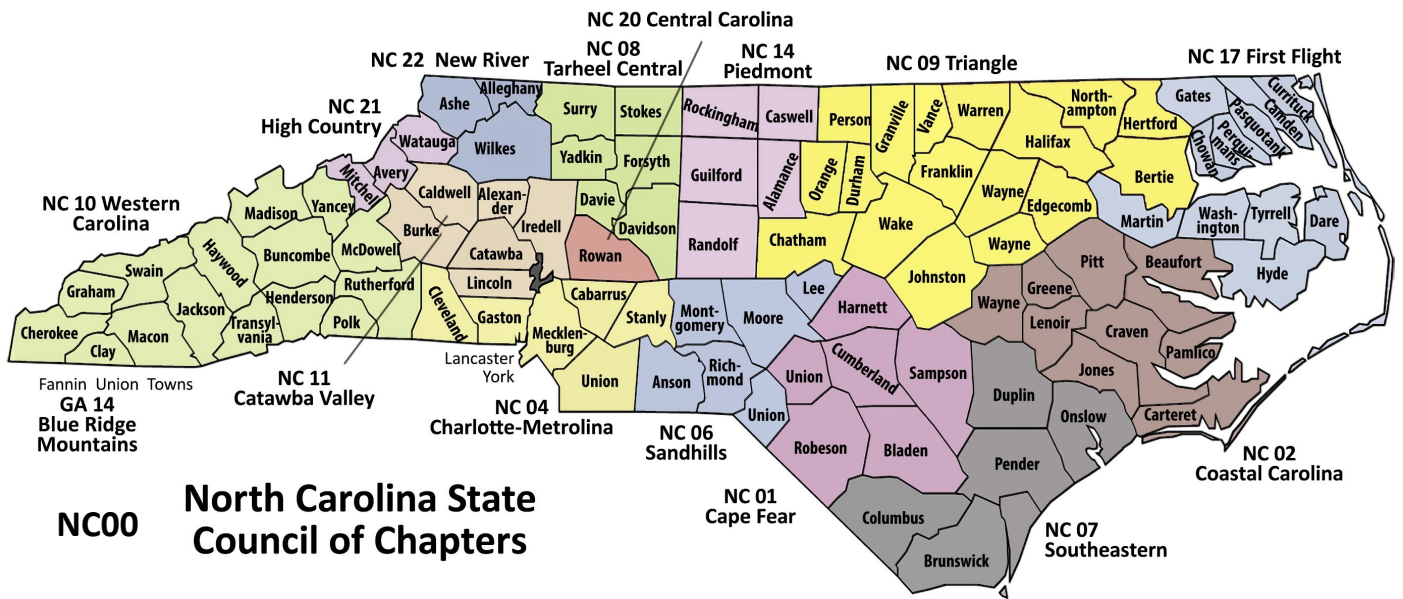 NC 20 Central Carolina
NC 22 New River
NC 08
Tarheel Central
NC 14
Piedmont
NC 09 Triangle
NC 17 First Flight
NC 21
High Country
NC 10 Western
Carolina
Ashe
Alleghany
Surry
Stokes
Rockingham
Caswell
Person
Granville
Vance
Warren
North-
ampton
Hertford
Gates
Currituck
Camden
Pasquotank
Perqui-
mans
Chowan
Watauga
Wilkes
Yadkin
Forsyth
Guilford
Alamance
Orange
Durham
Franklin
Halifax
Bertie
Mitchell
Avery
Caldwell
Alexan-
der
Iredell
Davie
Davidson
Randolf
Chatham
Wake
Wayne
Edgecomb
Martin
Wash-
ington
Tyrrell
Dare
Madison
Yancey
Burke
Catawba
Rowan
Johnston
Wayne
Pitt
Beaufort
Hyde
Swain
Haywood
Buncombe
McDowell
Lincoln
Graham
Jackson
Henderson
Rutherford
Cleveland
Gaston
Cabarrus
Stanly
Mecklen-
burg
Mont-
gomery
Moore
Lee
Harnett
Wayne
Greene
Lenoir
Craven
Pamlico
Cherokee
Clay
Macon
Transyl-
vania
Polk
Union
Anson
Rich-
mond
Union
Union
Cumberland
Sampson
Duplin
Jones
Onslow
Carteret
Robeson
Bladen
Pender
Columbus
Brunswick
Lancaster
York
Fannin Union Towns
GA 14
Blue Ridge
Mountains
NC 11
Catawba Valley
NC 04
Charlotte-Metrolina
NC 06
Sandhills
NC 01
Cape Fear
NC 02
Coastal Carolina
NC 07
Southeastern
NC00
North Carolina State
Council of Chapters